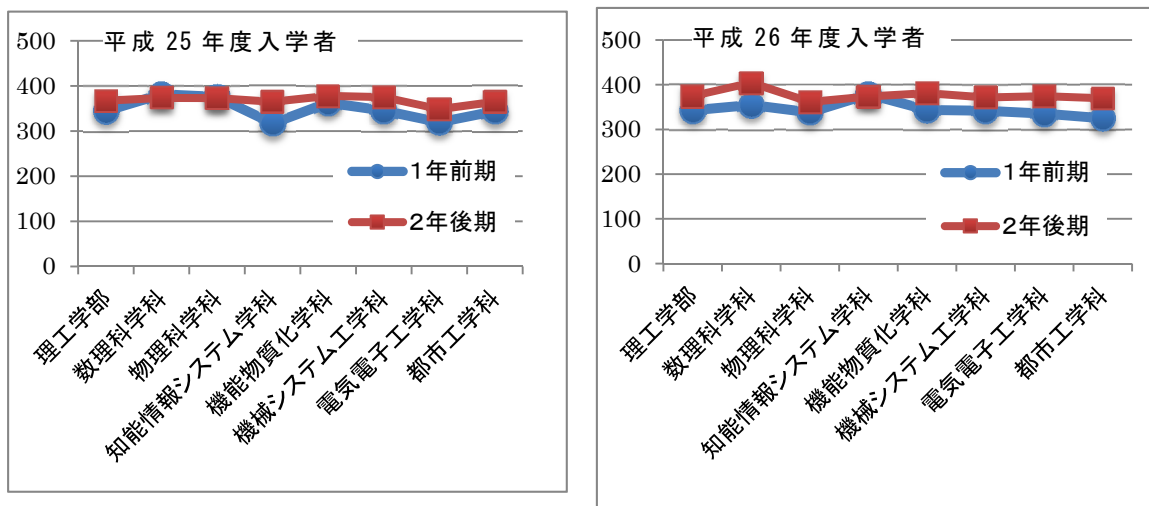 平成 25 年度入学者
500
400
300
200
100
0
1年前期
2年後期
理工学部
数理科学科
物理科学科
知能情報システム学科
機能物質化学科
機械システム工学科
電気電子工学科
都市工学科
平成 26 年度入学者
500
400
300
200
100
0
1年前期
2年後期
理工学部
数理科学科
物理科学科
知能情報システム学科
機能物質化学科
機械システム工学科
電気電子工学科
都市工学科